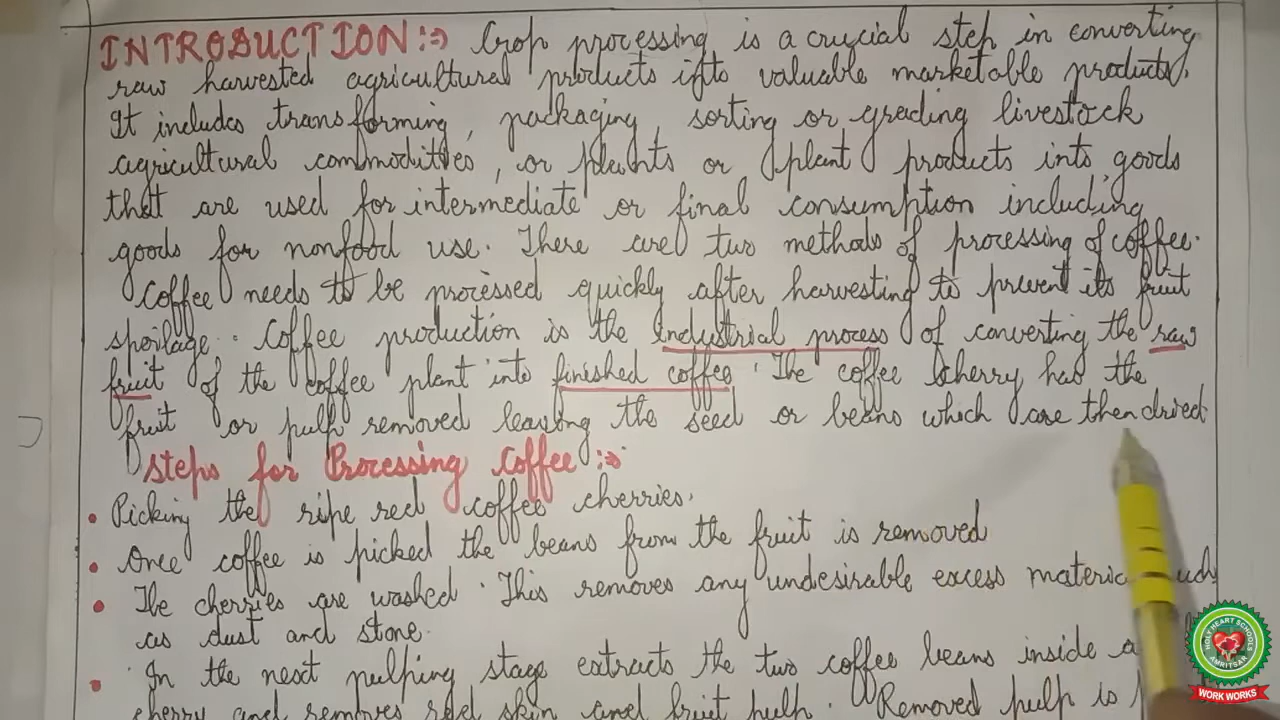 INTRODUCTION:→ Crop processing is a crucial step in converting
raw harvested agricultural products into valuable marketable products.
It includes transforming, packaging, sorting or grading livestock
agricultural commodities, or plants or plant products into goods
that are used for intermediate or final consumption including
goods for nonfood use. There are two methods of processing of coffee.
Coffee needs to be processed quickly after harvesting to prevent its fruit
spoilage. Coffee production is the industrial process of converting the raw
fruit of the coffee plant into finished coffee. The coffee cherry has the
fruit or pulp removed leaving the seed or beans which are then dried.
Steps for Processing Coffee:→
• Picking the ripe red coffee cherries.
• Once coffee is picked the beans from the fruit is removed
• The cherries are washed. This removes any undesirable excess
as dust and stone.
• In the next pulping stage extracts the two coffee beans inside
cherry and removes red skin and fruit pulp. Removed pulp is
HOLY HEART SCHOOLS
AMRITSAR
WORK WORKS